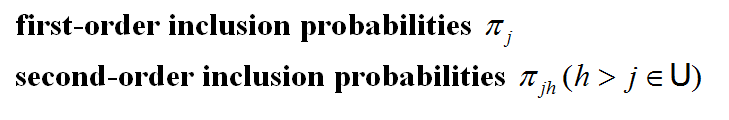 first-order inclusion probabilities π_j
second-order inclusion probabilities π_jh (h > j ∈ U)